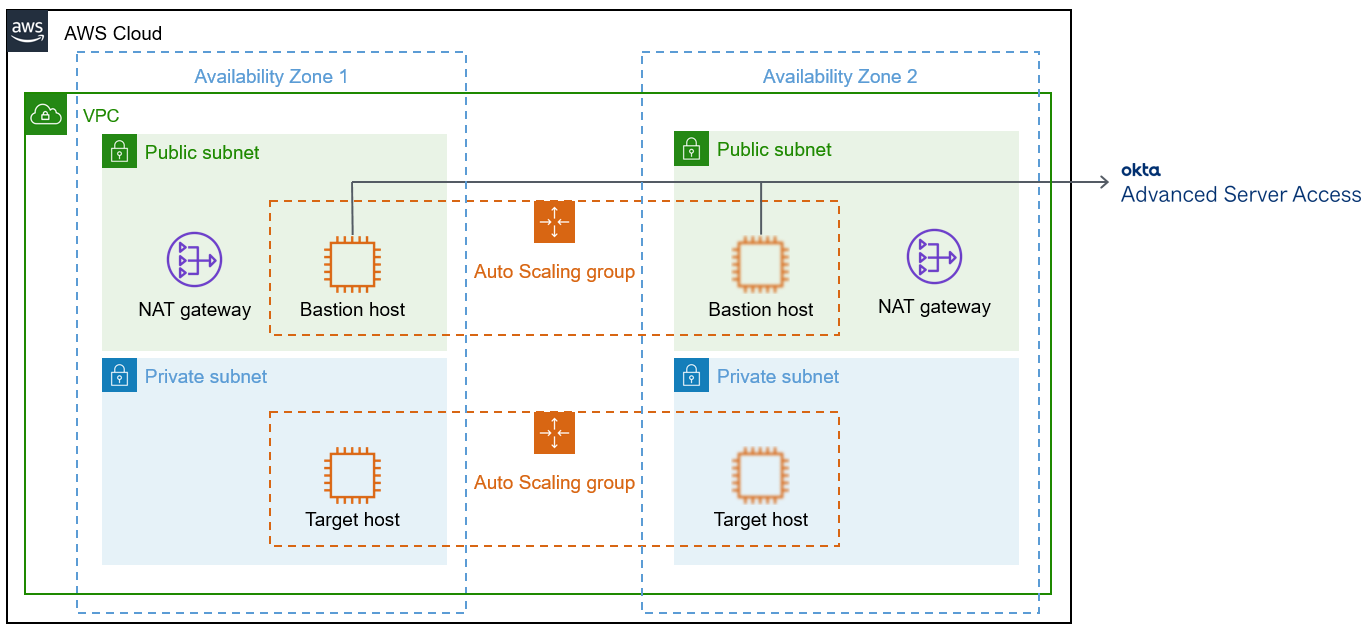 aws
AWS Cloud
Availability Zone 1
Availability Zone 2
VPC
Public subnet
Public subnet
okta
Advanced Server Access
Auto Scaling group
NAT gateway
Bastion host
Bastion host
NAT gateway
Private subnet
Private subnet
Auto Scaling group
Target host
Target host